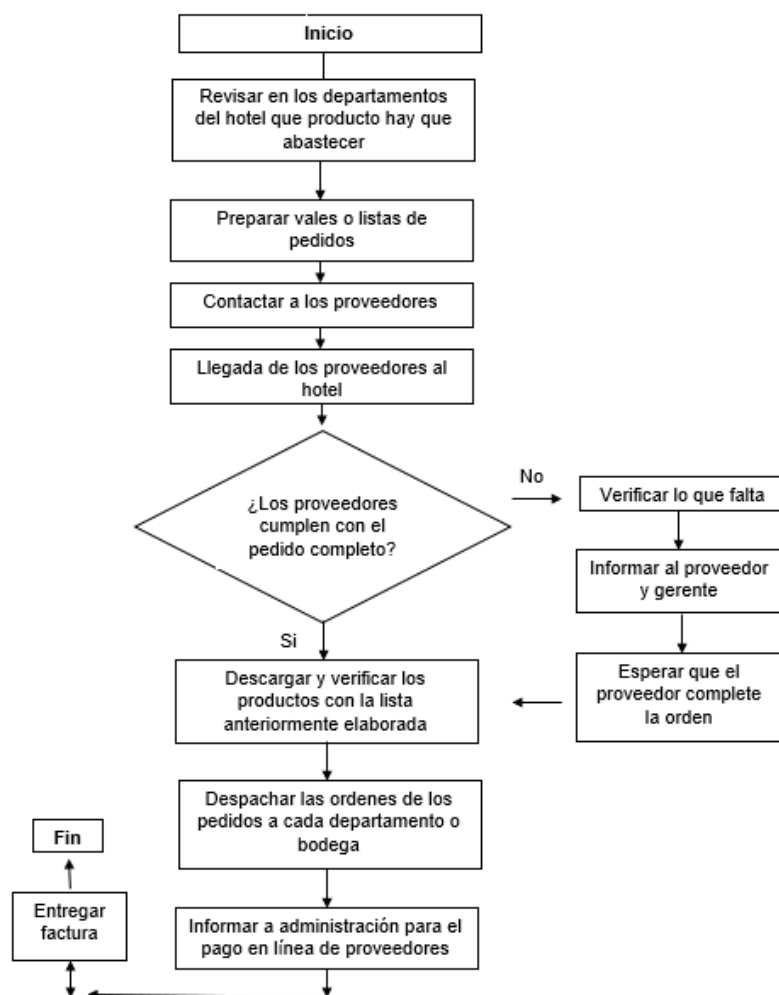 Inicio
Revisar en los departamentos
del hotel que producto hay que
abastecer
Preparar vales o listas de
pedidos
Contactar a los proveedores
Llegada de los proveedores al
hotel
¿Los proveedores
cumplen con el
pedido completo?
No
Verificar lo que falta
Informar al proveedor
y gerente
Esperar que el
proveedor complete
la orden
Si
Descargar y verificar los
productos con la lista
anteriormente elaborada
Despachar las ordenes de los
pedidos a cada departamento o
bodega
Informar a administración para el
pago en línea de proveedores
Entregar
factura
Fin